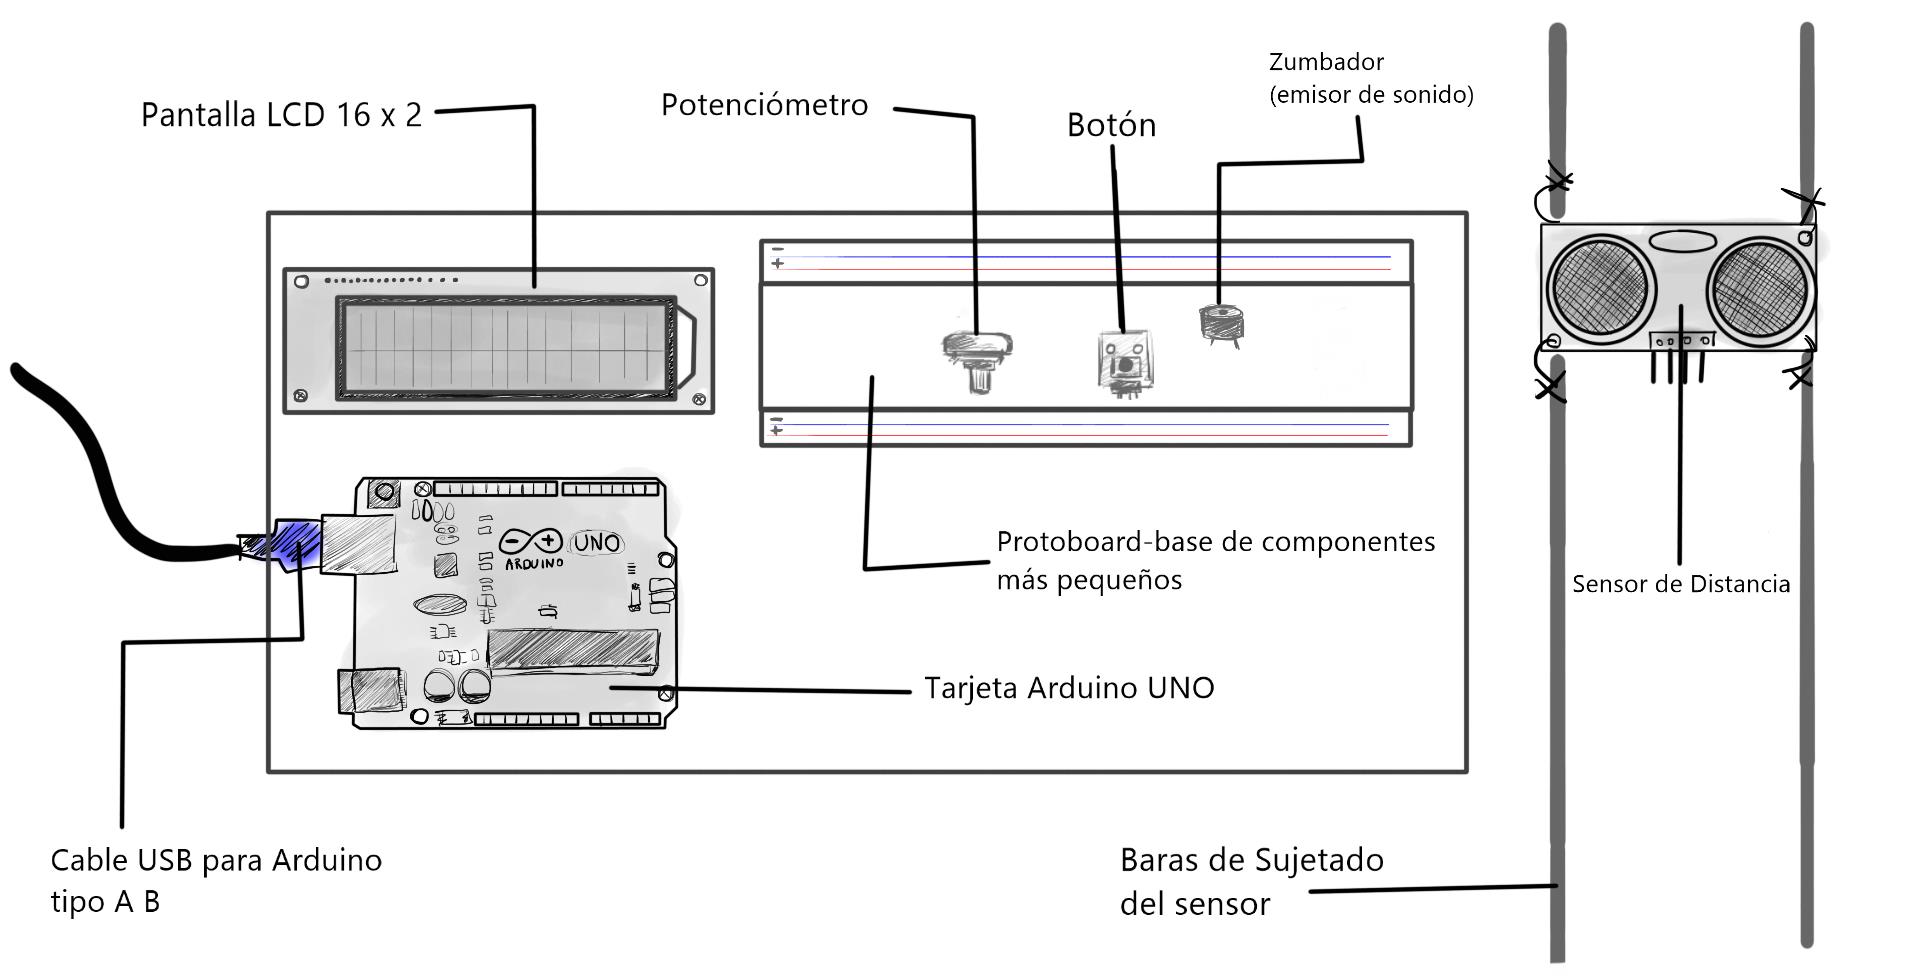 Zumbador
(emisor de sonido)
Pantalla LCD 16 x 2
Potenciómetro
Botón
-
+
-
+
ARDUINO
UNO
Protoboard-base de componentes
más pequeños
Sensor de Distancia
Tarjeta Arduino UNO
Cable USB para Arduino
tipo A B
Baras de Sujetado
del sensor